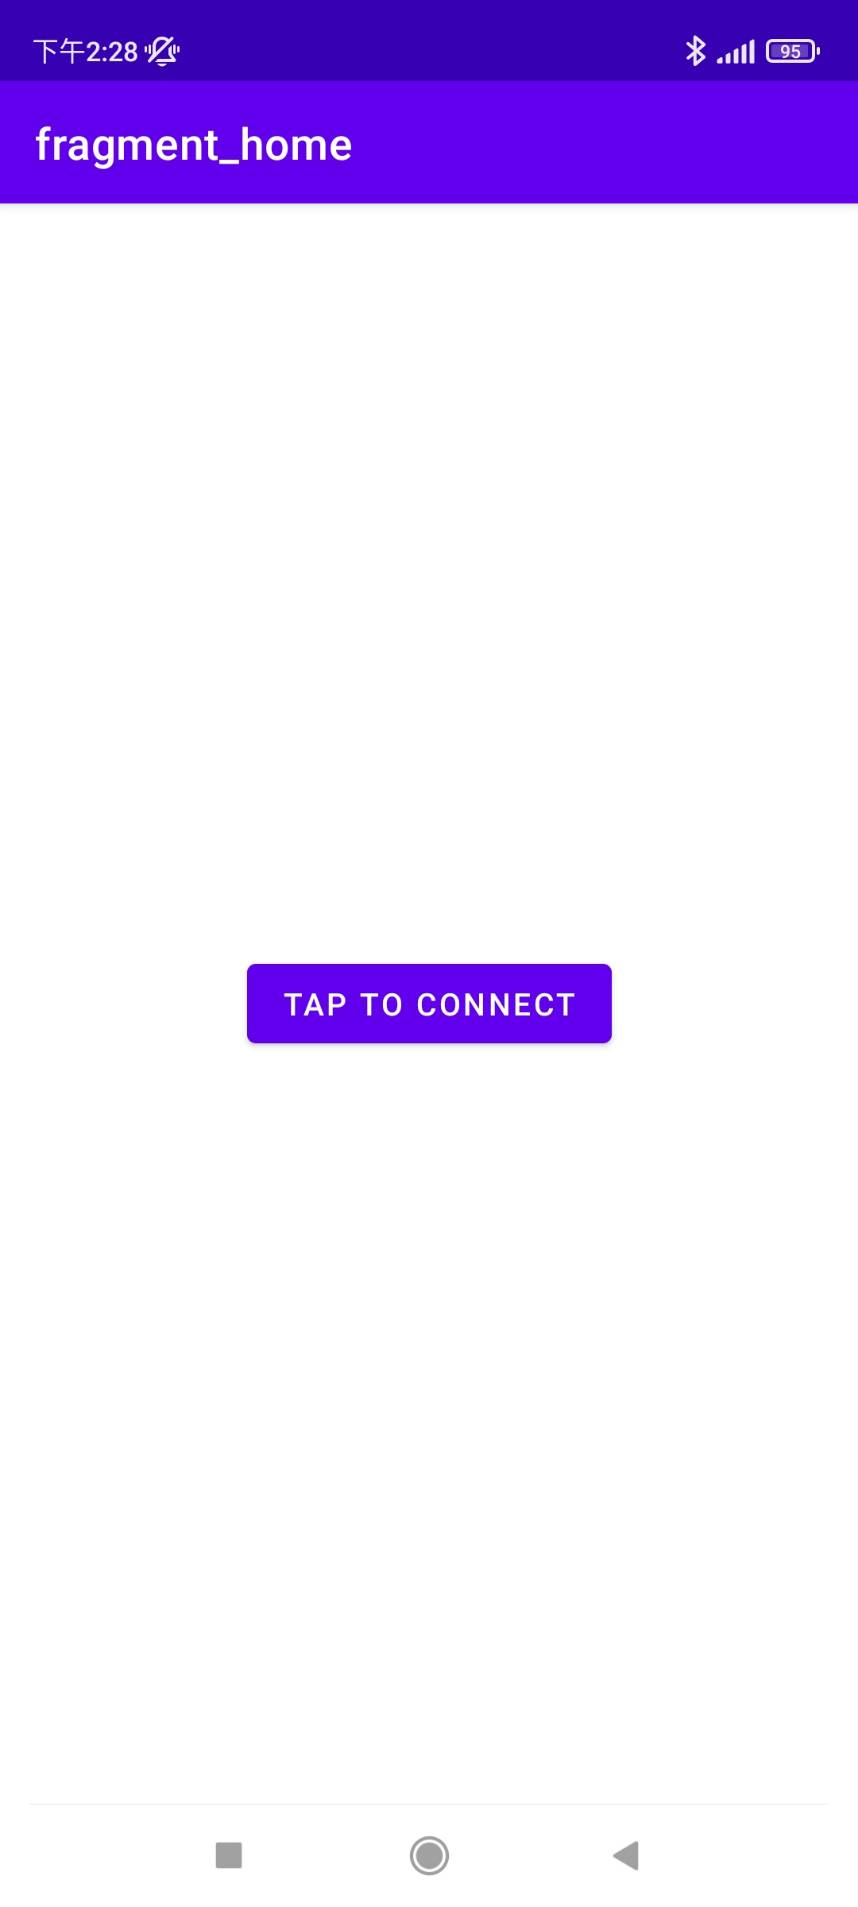 下午2:28
95
fragment_home
TAP TO CONNECT